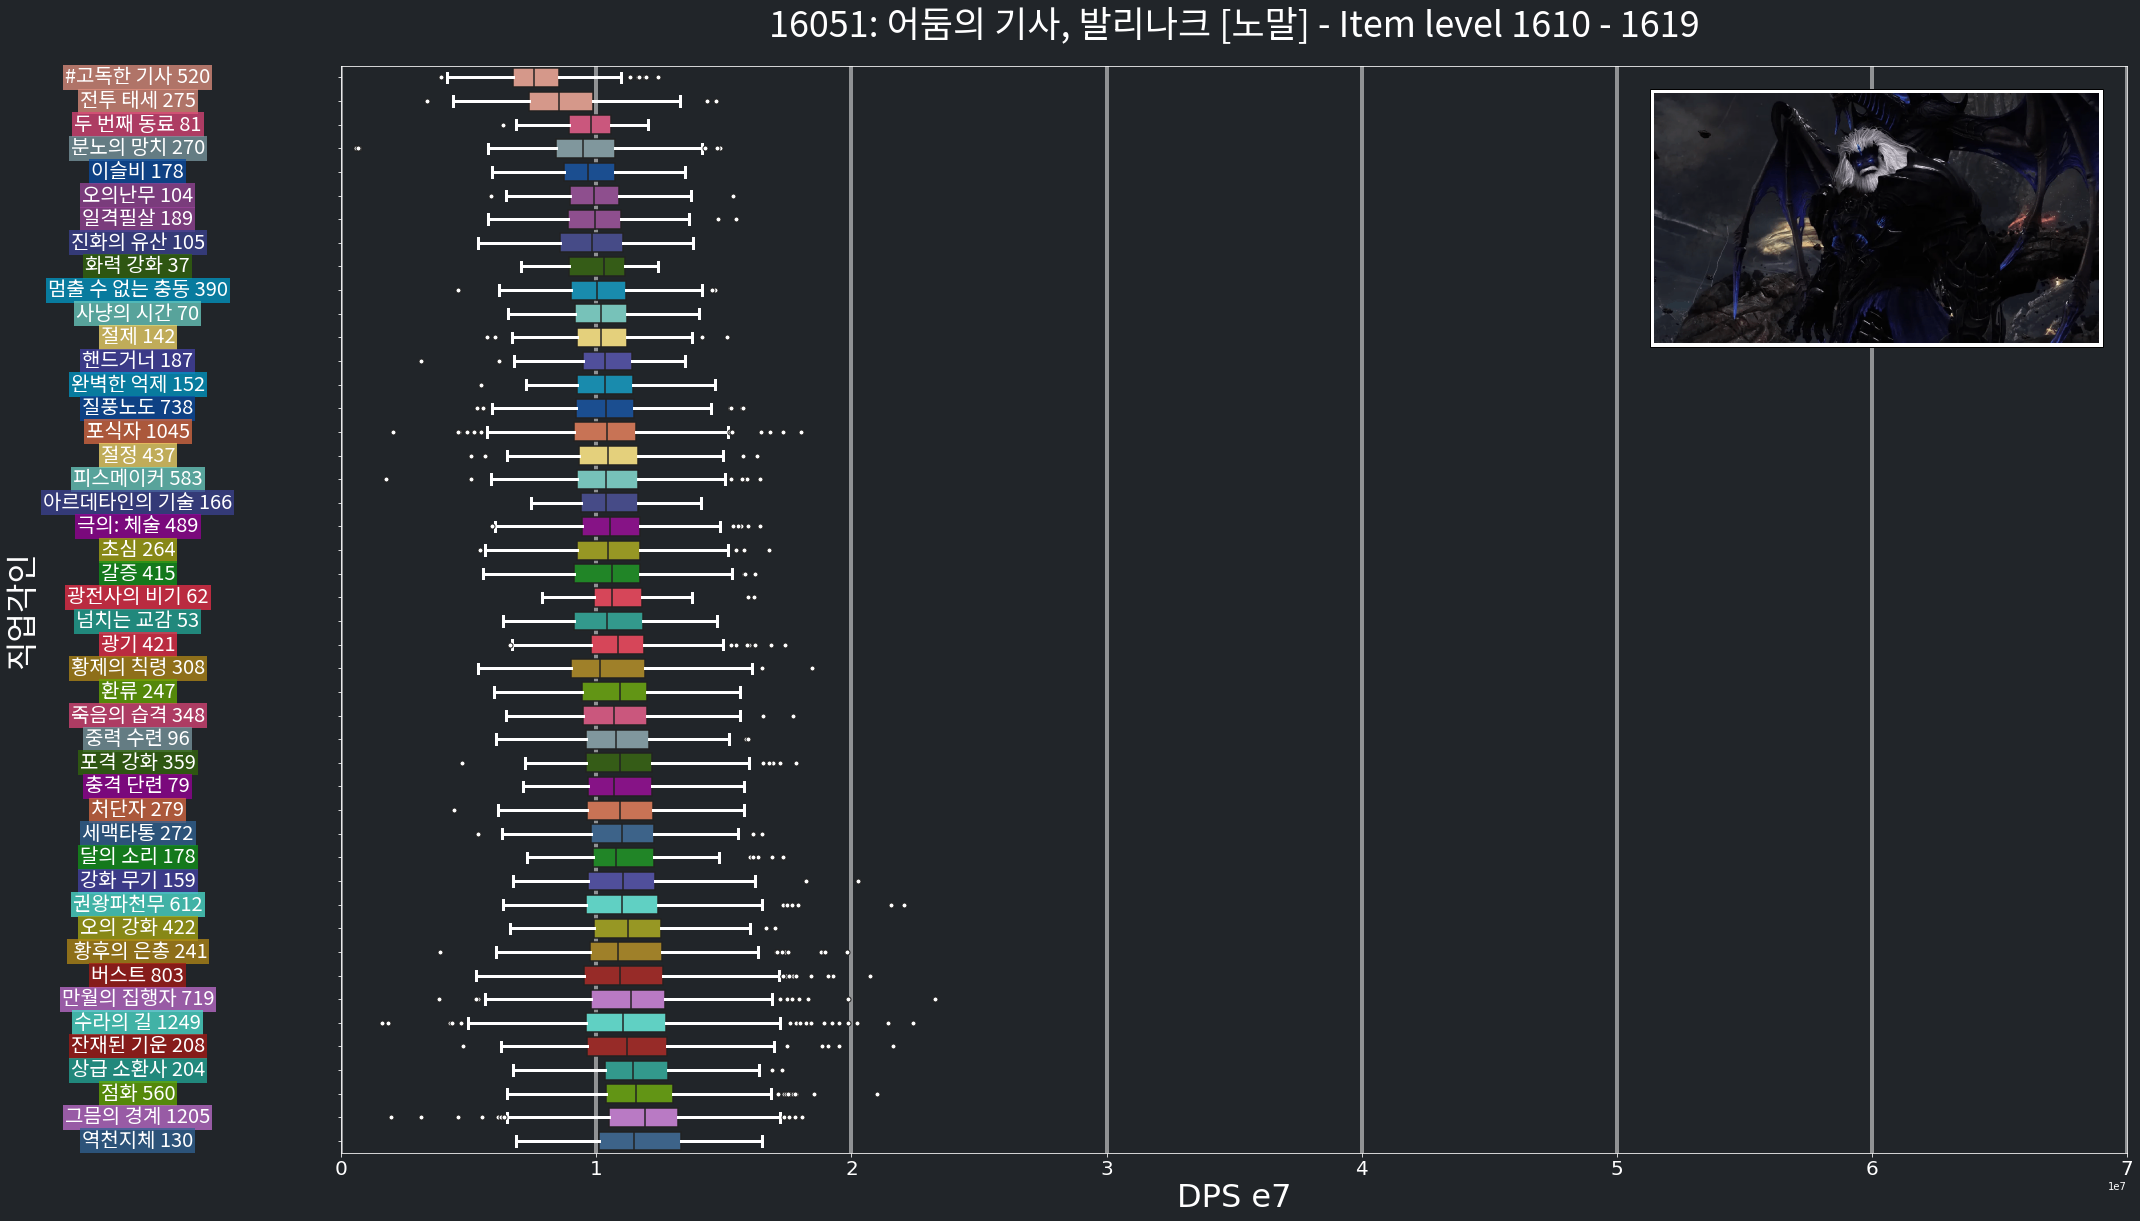 16051: 어둠의 기사, 발리나크 [노말] - Item level 1610 - 1619
#고독한 기사 520
전투 태세 275
두 번째 동료 81
분노의 망치 270
이슬비 178
오의난무 104
일격필살 189
진화의 유산 105
화력 강화 37
멈출 수 없는 충동 390
사냥의 시간 70
절제 142
핸드거너 187
완벽한 억제 152
질풍노도 738
포식자 1045
절정 437
피스메이커 583
아르데타인의 기술 166
극의: 체술 489
초심 264
갈증 415
광전사의 비기 62
넘치는 교감 53
광기 421
황제의 칙령 308
환류 247
죽음의 습격 348
중력 수련 96
포격 강화 359
충격 단련 79
처단자 279
세맥타통 272
달의 소리 178
강화 무기 159
권왕파천무 612
오의 강화 422
황후의 은총 241
버스트 803
만월의 집행자 719
수라의 길 1249
잔재된 기운 208
상급 소환사 204
점화 560
그믐의 경계 1205
역천지체 130
직업각인
0 1 2 3 4 5 6 7
DPS e7
1e7